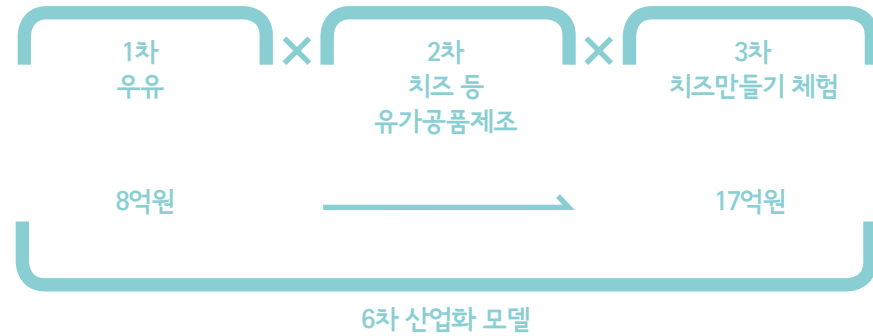 1차
우유
×
2차
치즈 등
유가공품제조
×
3차
치즈만들기 체험
8억원
17억원
6차 산업화 모델